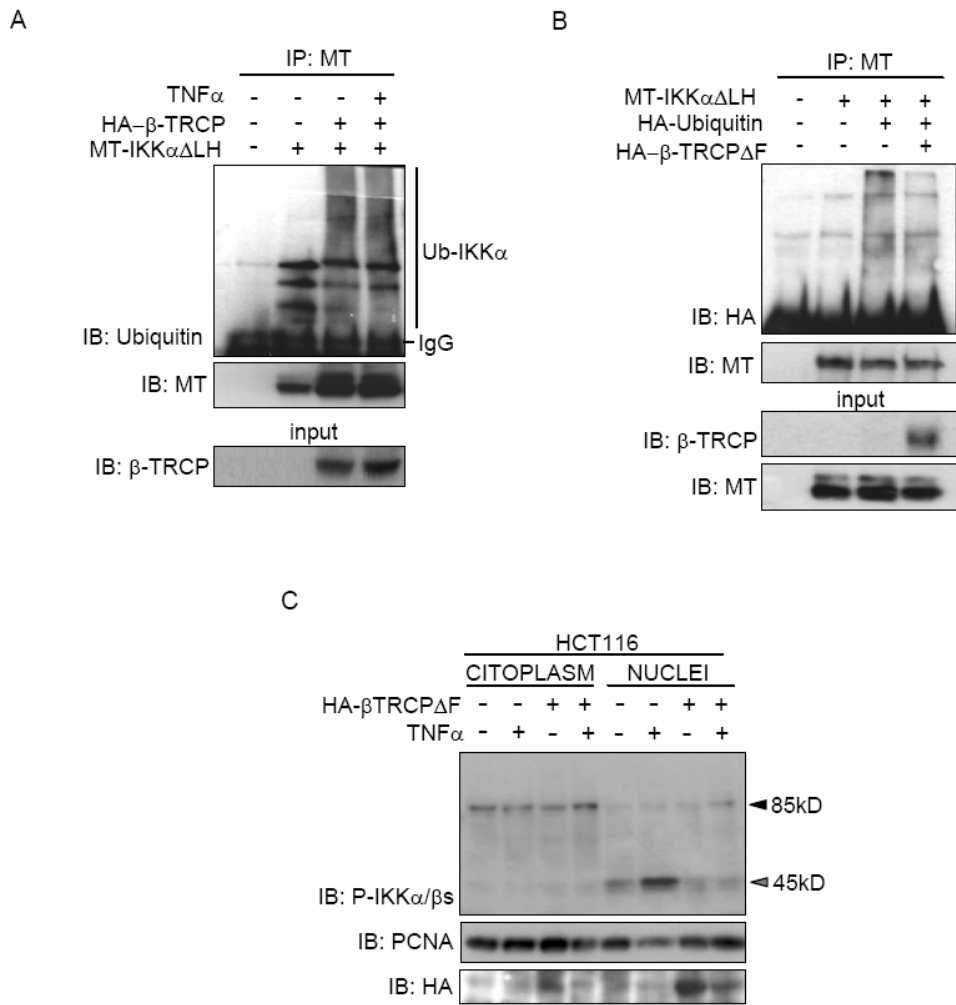 A
IP: MT
TNFα - - - +
HA–β-TRCP - - + +
MT-IKKαΔLH - + + +
Ub-IKKα
IB: Ubiquitin
IgG
IB: MT
input
IB: β-TRCP
B
IP: MT
MT-IKKαΔLH - + + +
HA-Ubiquitin - - + +
HA–β-TRCPΔF - - - +
IB: HA
IB: MT
input
IB: β-TRCP
IB: MT
C
HCT116
CITOPLASM NUCLEI
HA-βTRCPΔF - - + + - - + +
TNFα - + - + - + - +
85kD
45kD
IB: P-IKKα/βs
IB: PCNA
IB: HA